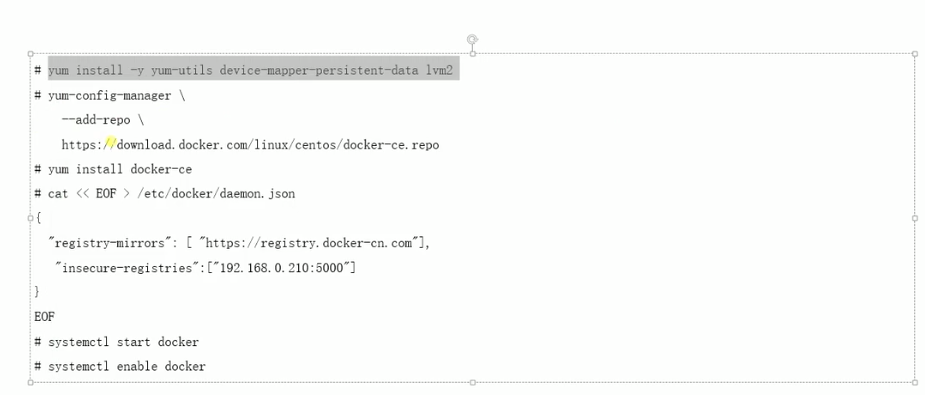 # yum install -y yum-utils device-mapper-persistent-data lvm2
# yum-config-manager \
--add-repo \
https://download.docker.com/linux/centos/docker-ce.repo
# yum install docker-ce
# cat << EOF > /etc/docker/daemon.json
{
"registry-mirrors": [ "https://registry.docker-cn.com"],
"insecure-registries":["192.168.0.210:5000"]
}
EOF
# systemctl start docker
# systemctl enable docker